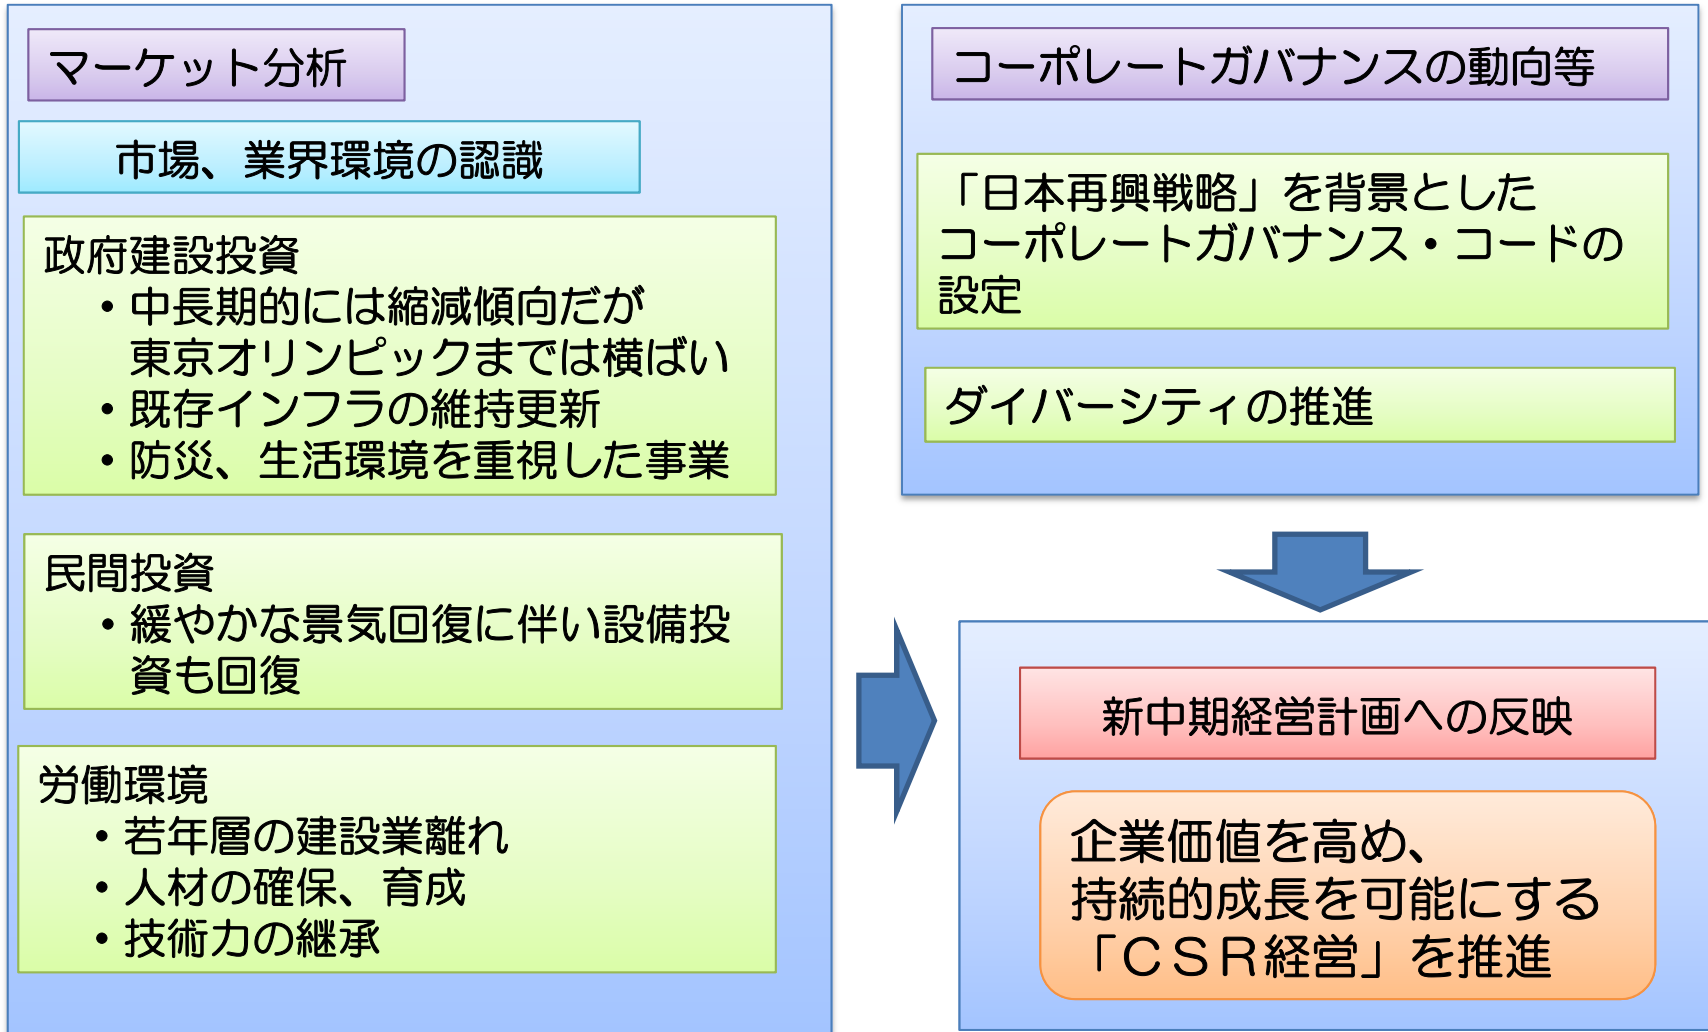 マーケット分析
市場、業界環境の認識
政府建設投資
・中長期的には縮減傾向だが
東京オリンピックまでは横ばい
・既存インフラの維持更新
・防災、生活環境を重視した事業
民間投資
・緩やかな景気回復に伴い設備投
資も回復
労働環境
・若年層の建設業離れ
・人材の確保、育成
・技術力の継承
コーポレートガバナンスの動向等
「日本再興戦略」を背景とした
コーポレートガバナンス・コードの
設定
ダイバーシティの推進
新中期経営計画への反映
企業価値を高め、
持続的成長を可能にする
「ＣＳＲ経営」を推進